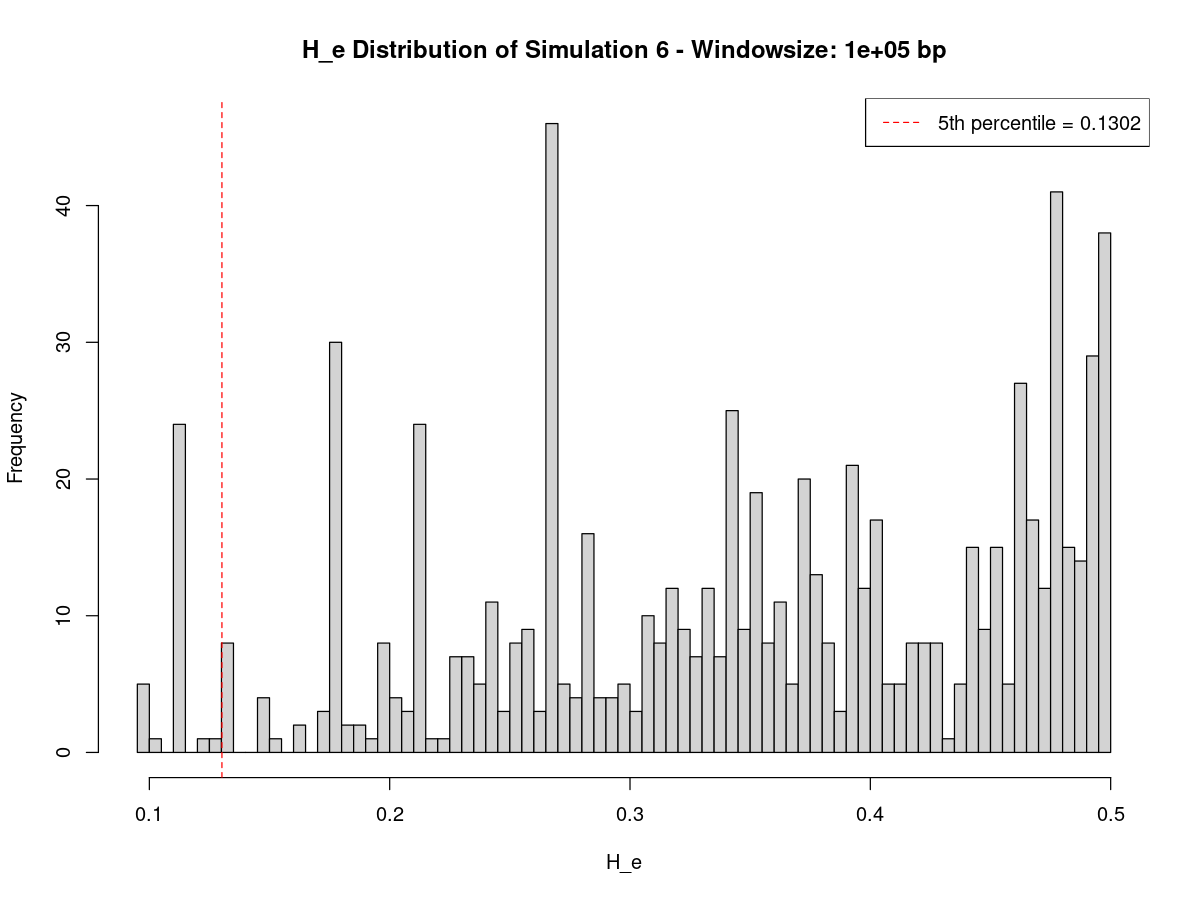 H_e Distribution of Simulation 6 - Windowsize: 1e+05 bp
5th percentile = 0.1302
40
30
20
10
0
Frequency
0.1 0.2 0.3 0.4 0.5
H_e